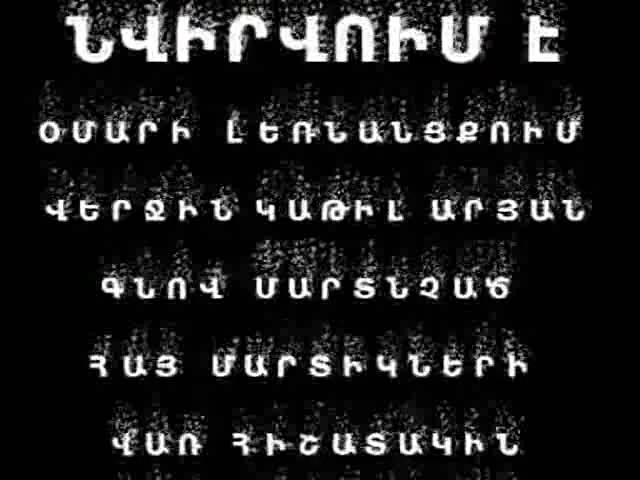 ՆՎԻՐՎՈՒՄ Է
ՕՄԱՐԻ ԼԵՌՆԱՆՑՔՈՒՄ
ՎԵՐՋԻՆ ԿԱԹԻԼ ԱՐՅԱՆ
ԳՆՈՎ ՄԱՐՏՆՉԱԾ
ՀԱՅ ՄԱՐՏԻԿՆԵՐԻ
ՎԱՌ ՀԻՇԱՏԱԿԻՆ